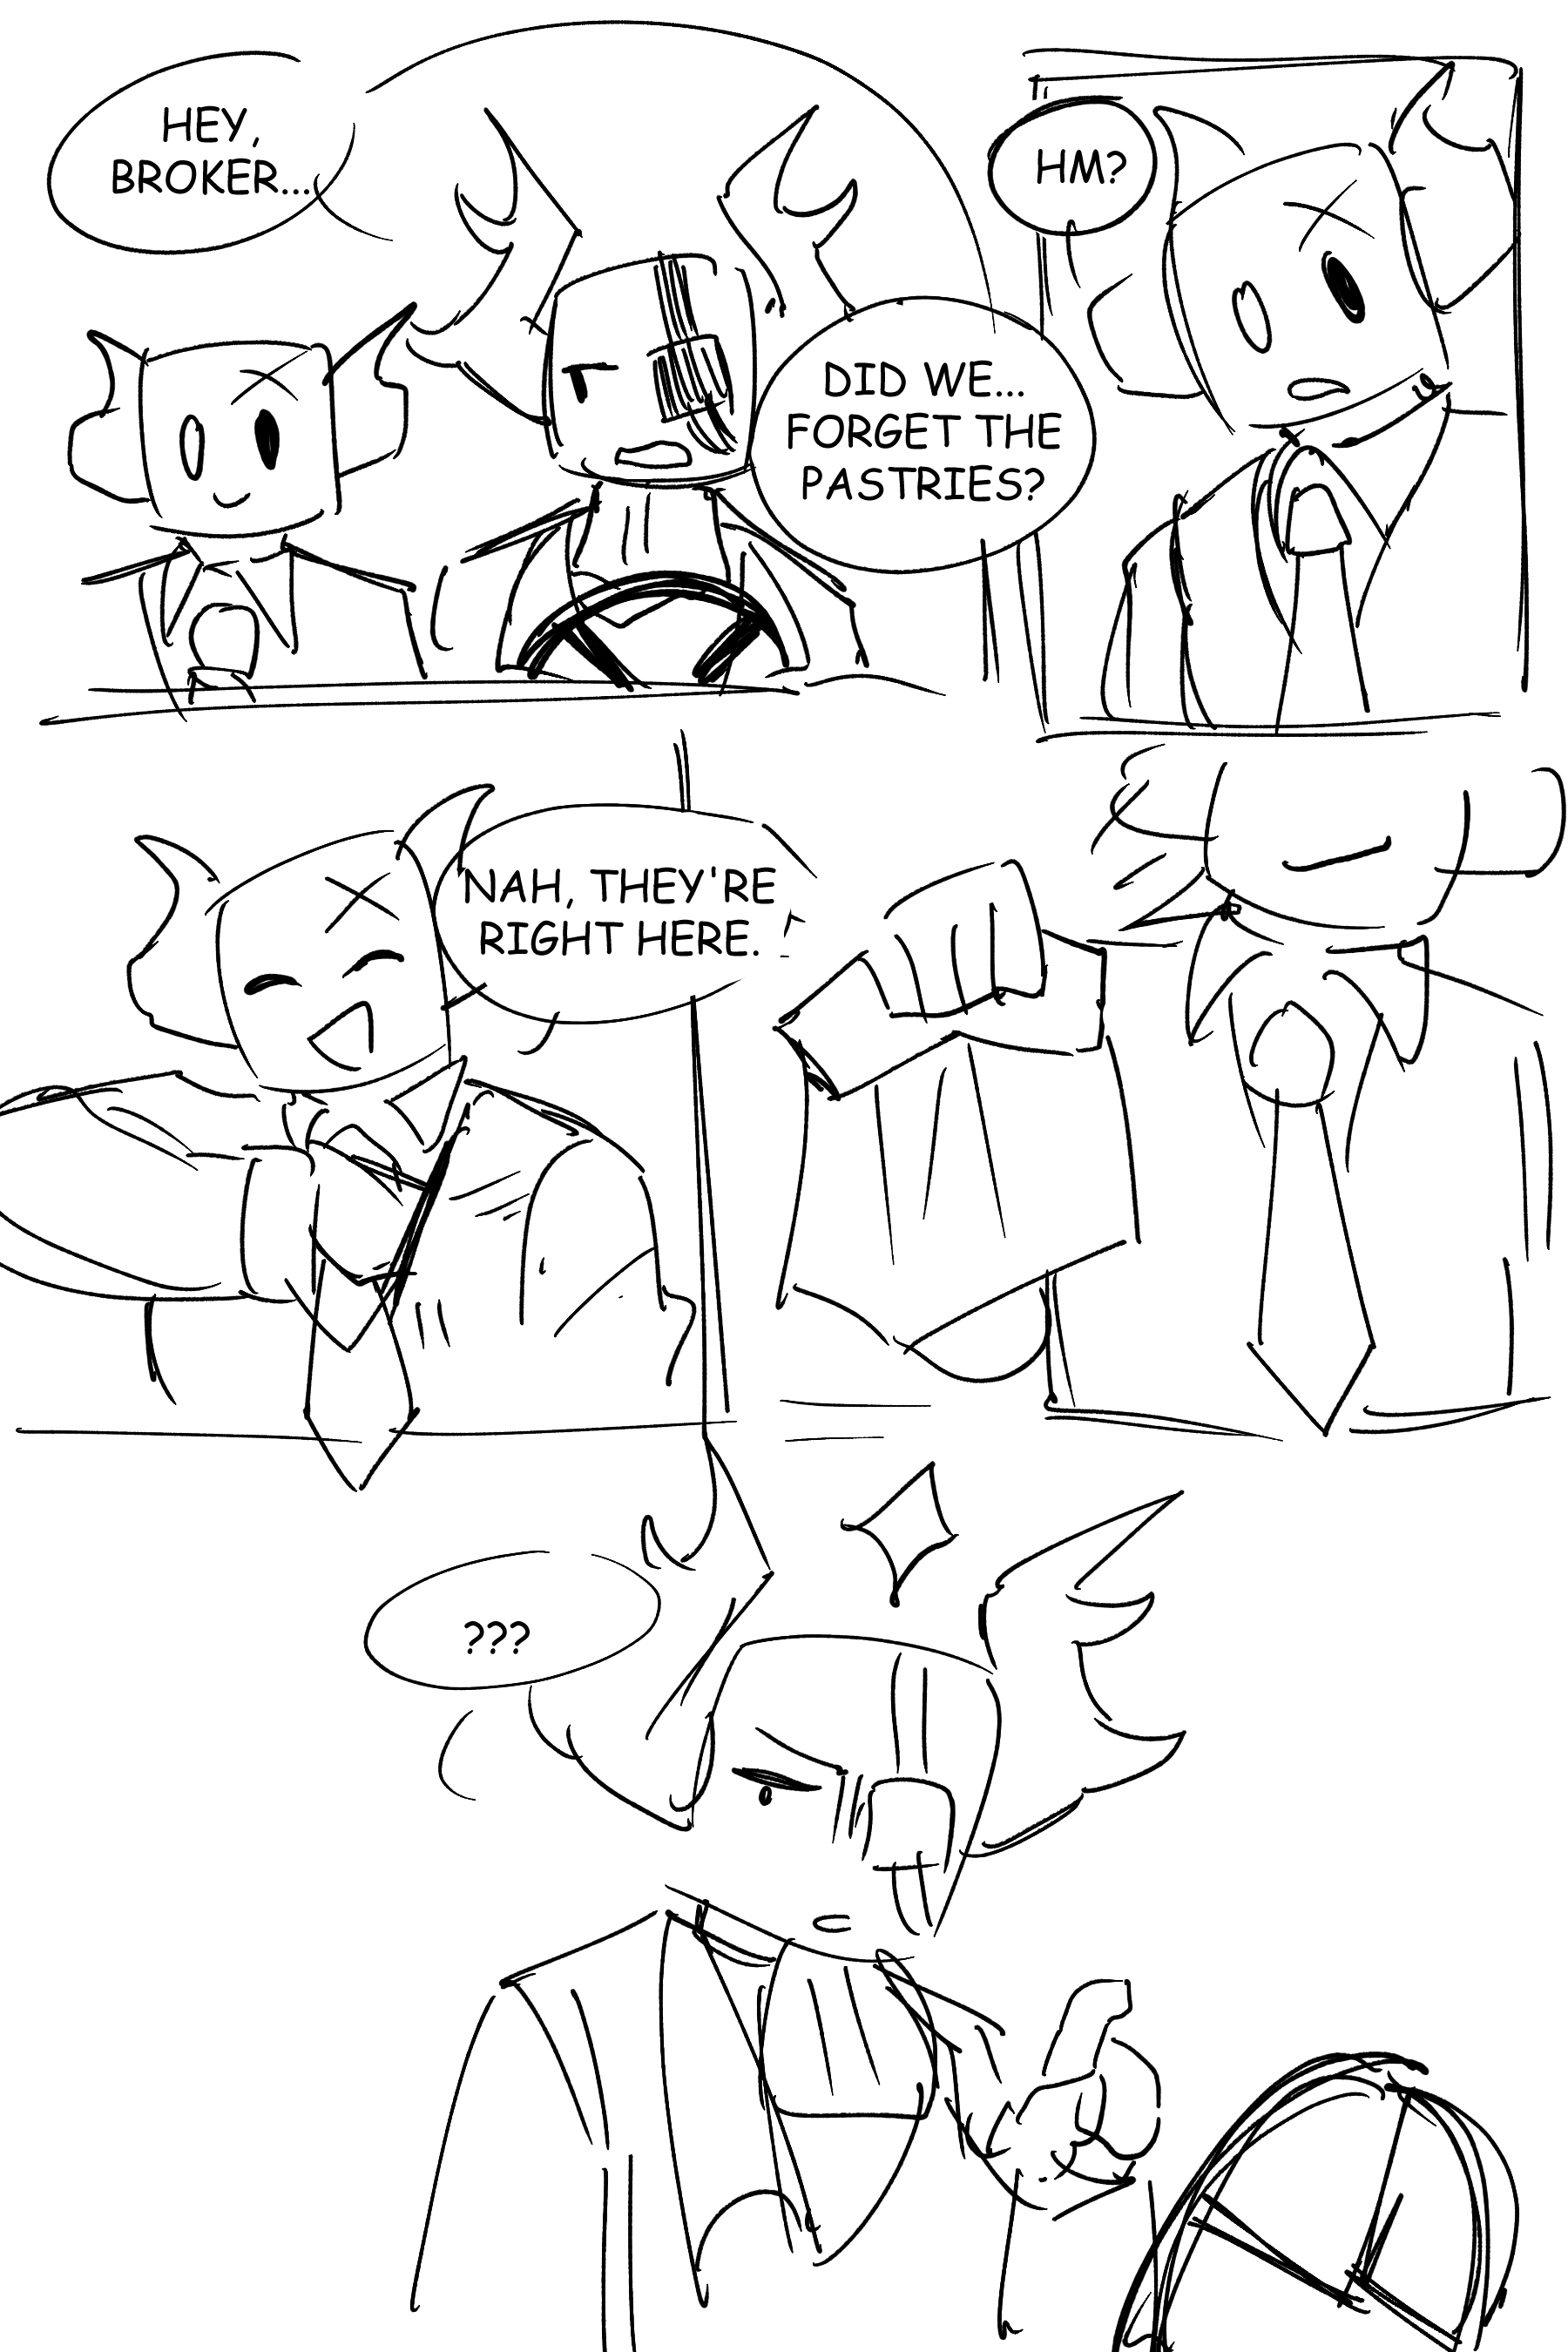 HEY,
BROKER...
DID WE...
FORGET THE
PASTRIES?
HM?
NAH, THEY'RE
RIGHT HERE.
???